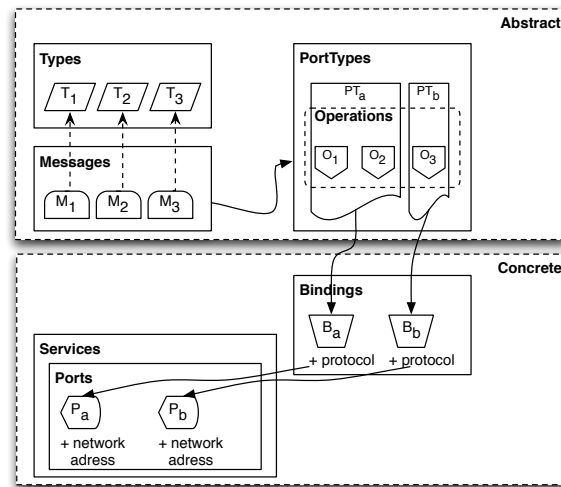 Abstract
Types
T1 T2 T3
Messages
M1 M2 M3
PortTypes
PTa PTb
Operations
O1 O2 O3
Concrete
Bindings
Ba Bb
+ protocol + protocol
Services
Ports
Pa Pb
+ network + network
adress adress